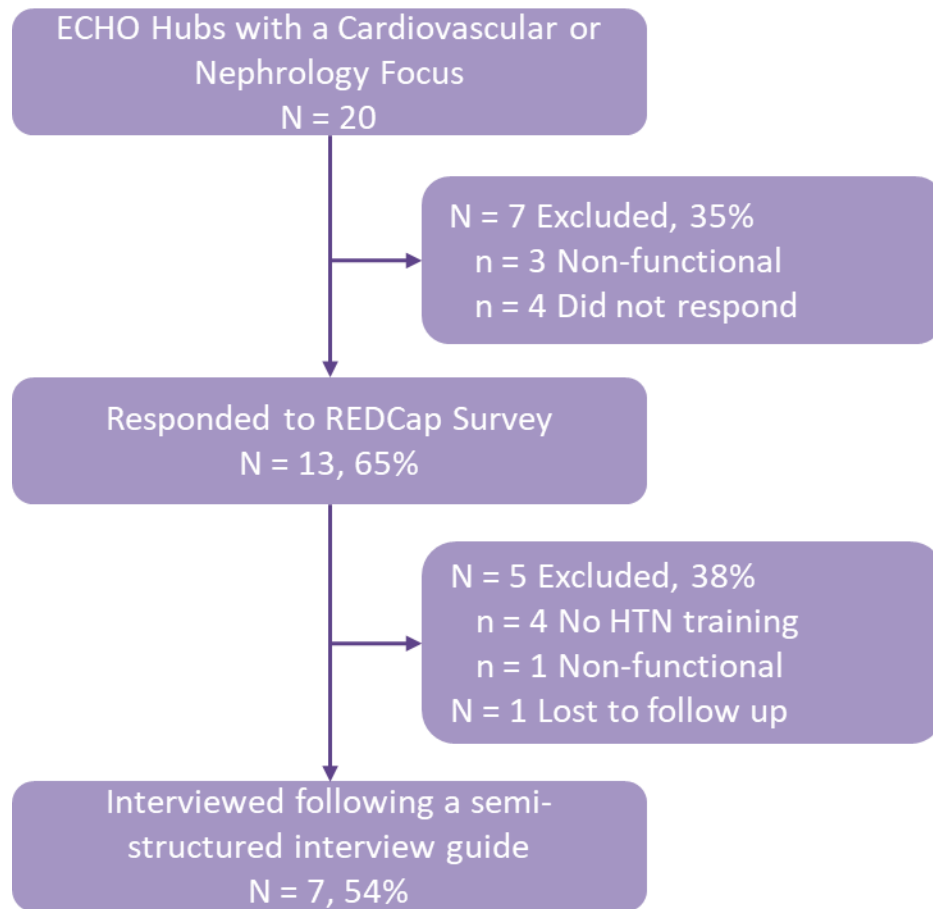 ECHO Hubs with a Cardiovascular or
Nephrology Focus
N = 20
N = 7 Excluded, 35%
n = 3 Non-functional
n = 4 Did not respond
Responded to REDCap Survey
N = 13, 65%
N = 5 Excluded, 38%
n = 4 No HTN training
n = 1 Non-functional
N = 1 Lost to follow up
Interviewed following a semi-
structured interview guide
N = 7, 54%